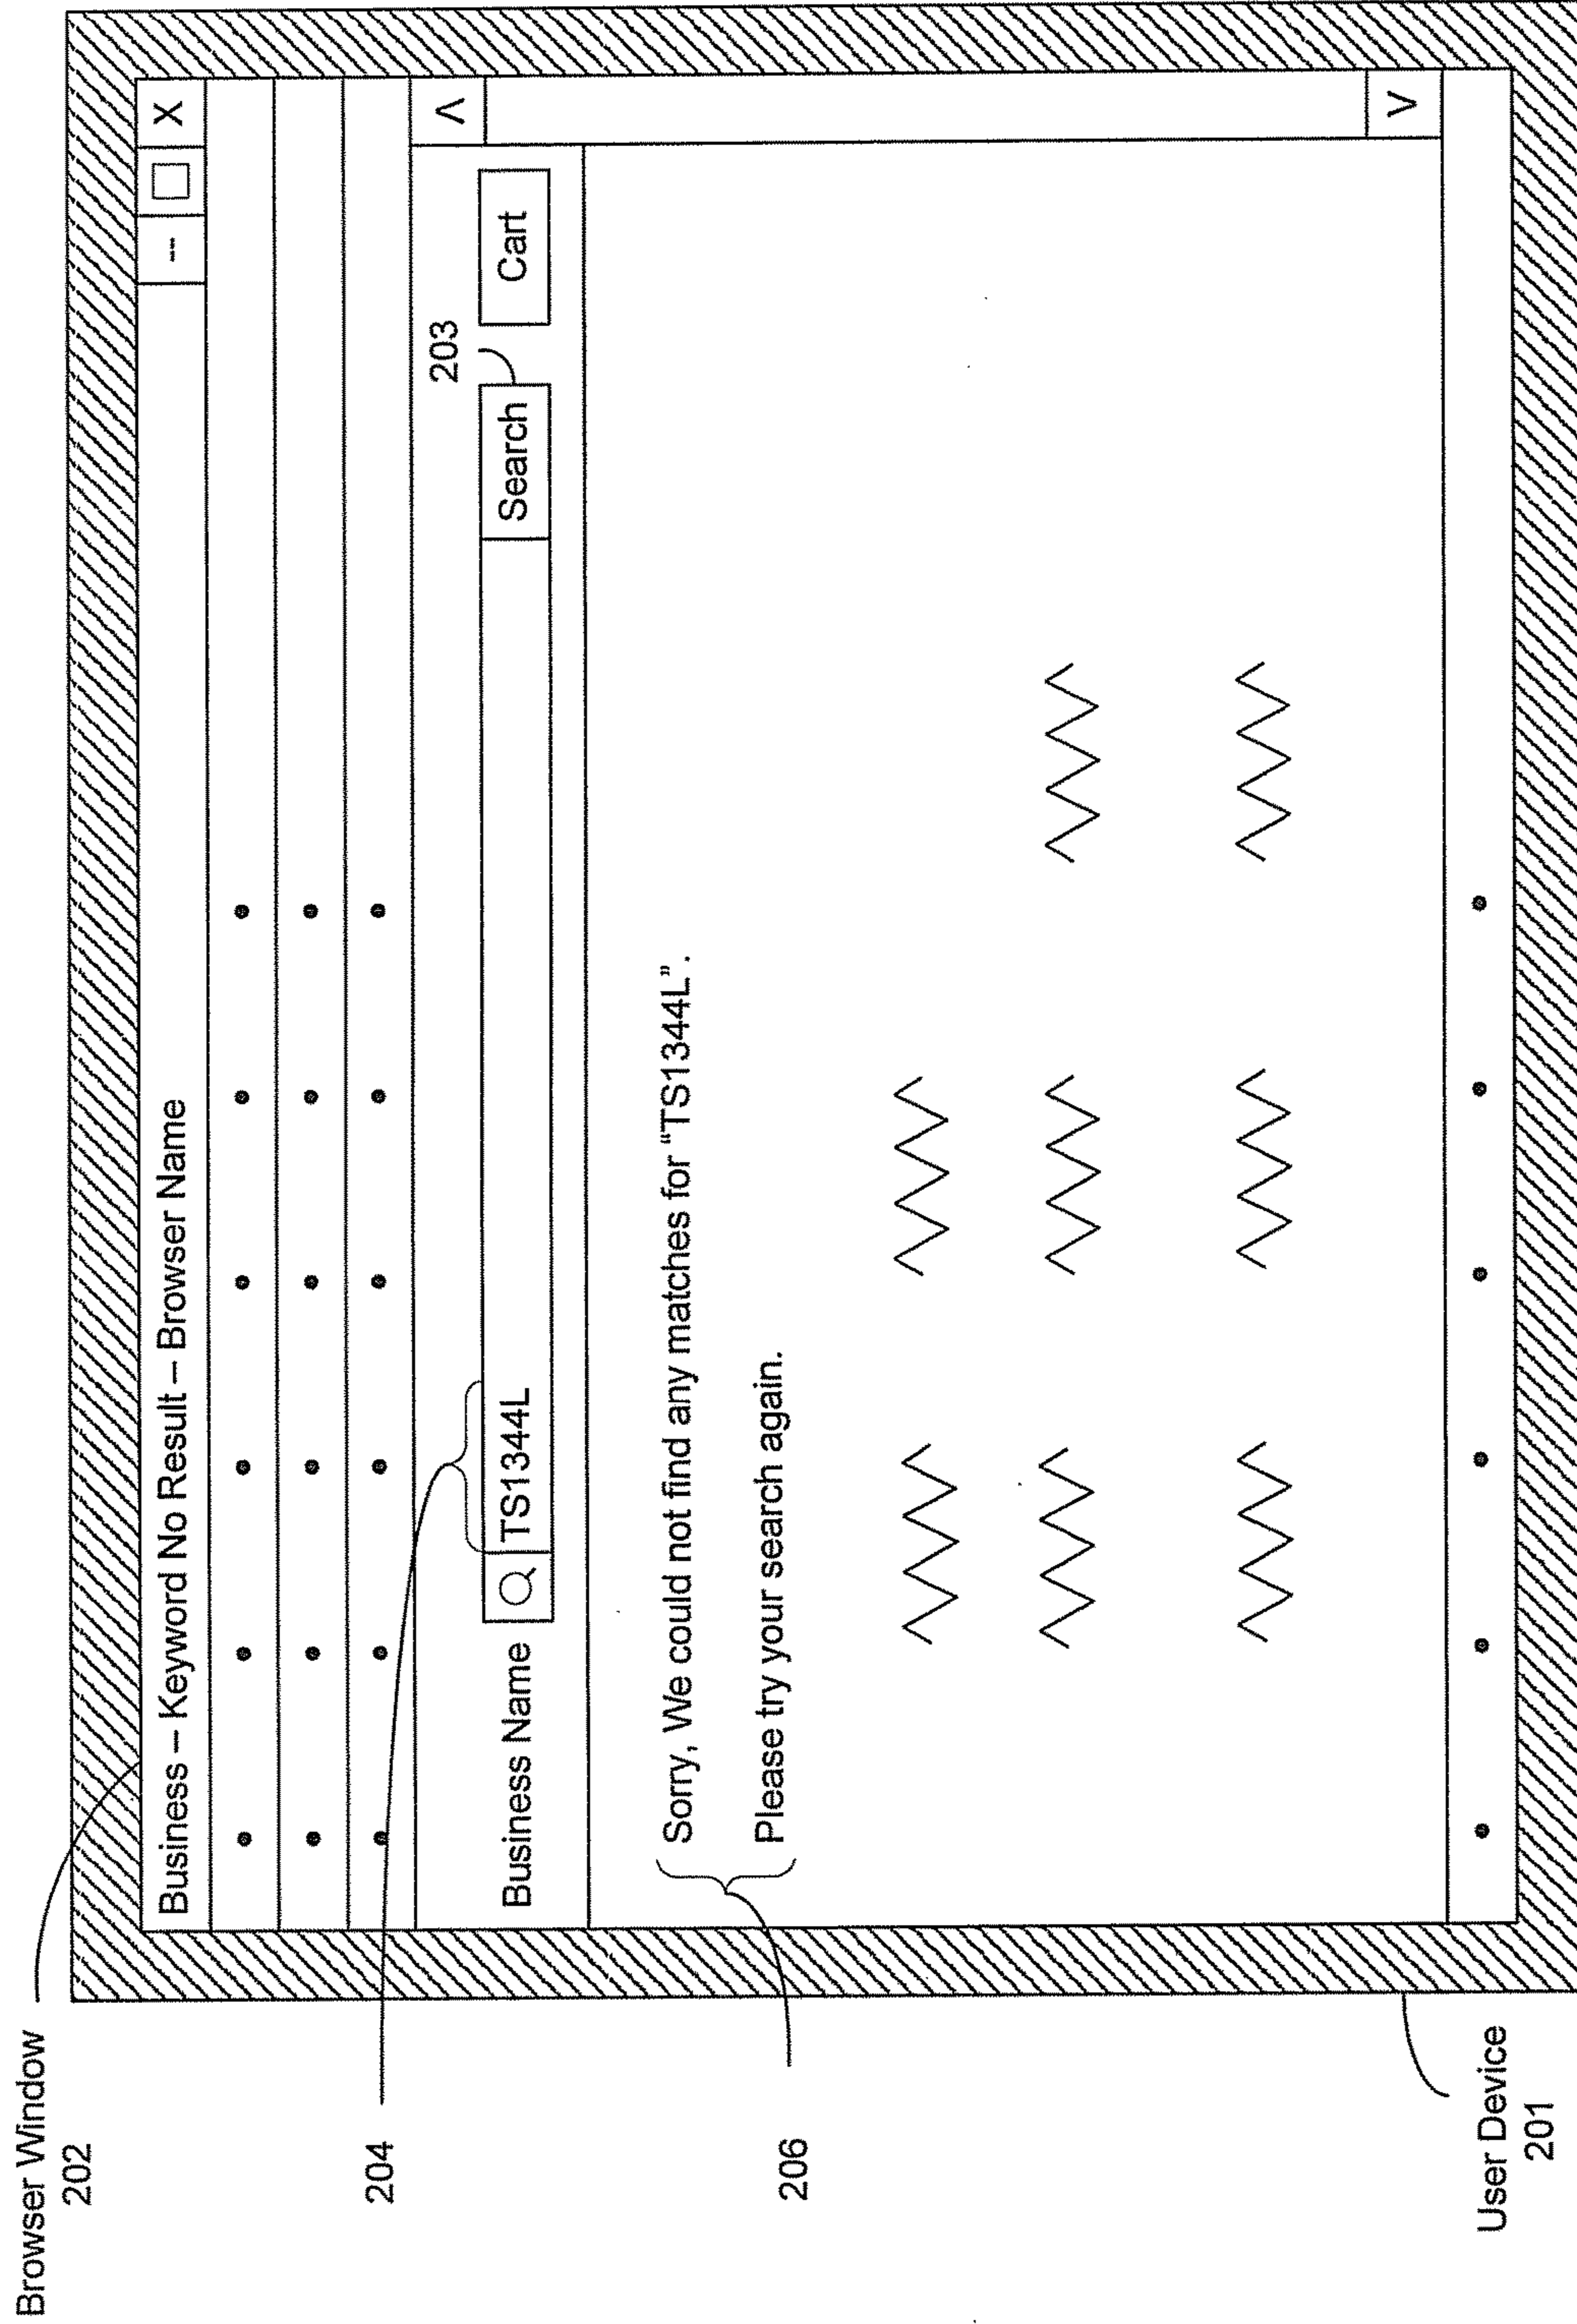 Browser Window
202
Business – Keyword No Result – Browser Name
-- □ X
204
203
Business Name TS1344L Search Cart
206
Sorry, We could not find any matches for “TS1344L”.
Please try your search again.
User Device
201